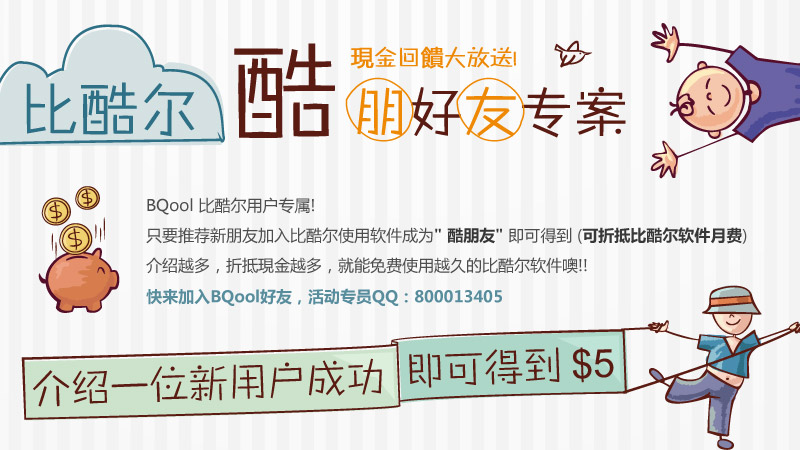 現金回饋大放送!
比酷尔 酷 朋好友专案
BQool 比酷尔用户专属!
只要推荐新朋友加入比酷尔使用软件成为" 酷朋友" 即可得到 (可折抵比酷尔软件月费)
介绍越多，折抵现金越多，就能免费使用越久的比酷尔软件噢!!
快来加入BQool好友，活动专员QQ：800013405
介绍一位新用户成功 即可得到 $5